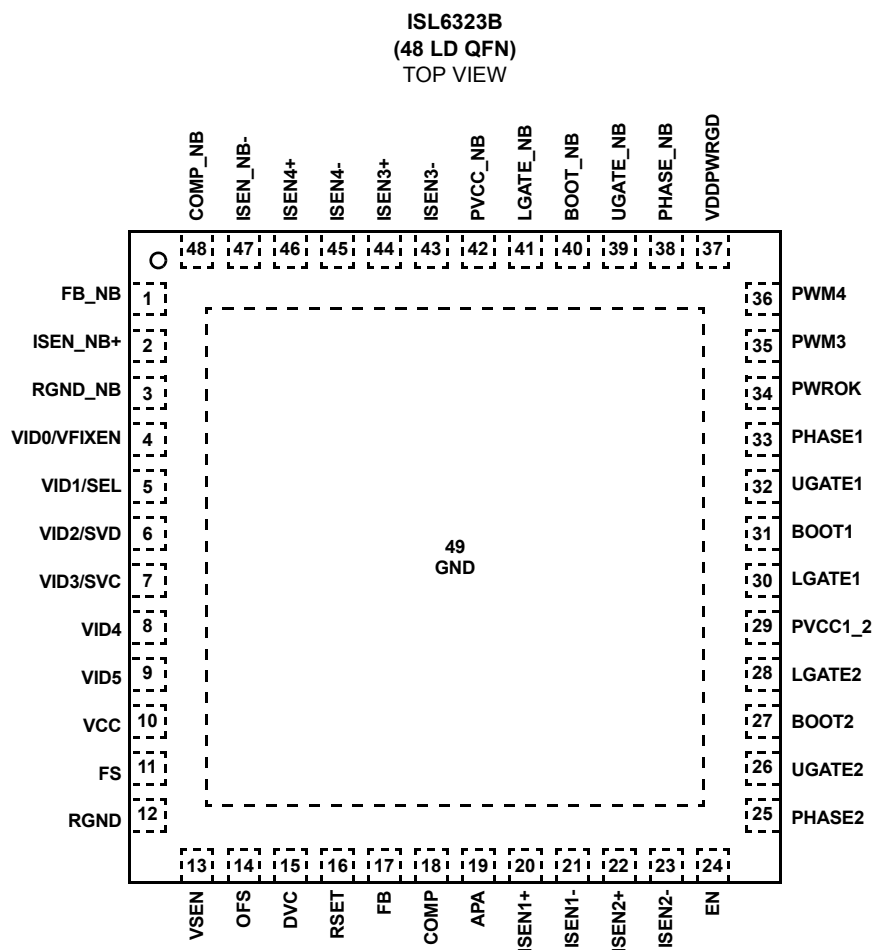 ISL6323B
(48 LD QFN)
TOP VIEW
COMP_NB
ISEN_NB-
ISEN4+
ISEN4-
ISEN3+
ISEN3-
PVCC_NB
LGATE_NB
BOOT_NB
UGATE_NB
PHASE_NB
VDDPWRGD
48 47 46 45 44 43 42 41 40 39 38 37
FB_NB 1
ISEN_NB+ 2
RGND_NB 3
VID0/VFIXEN 4
VID1/SEL 5
VID2/SVD 6
VID3/SVC 7
VID4 8
VID5 9
VCC 10
FS 11
RGND 12
49
GND
36 PWM4
35 PWM3
34 PWROK
33 PHASE1
32 UGATE1
31 BOOT1
30 LGATE1
29 PVCC1_2
28 LGATE2
27 BOOT2
26 UGATE2
25 PHASE2
13 14 15 16 17 18 19 20 21 22 23 24
VSEN
OFS
DVC
RSET
FB
COMP
APA
ISEN1+
ISEN1-
ISEN2+
ISEN2-
EN